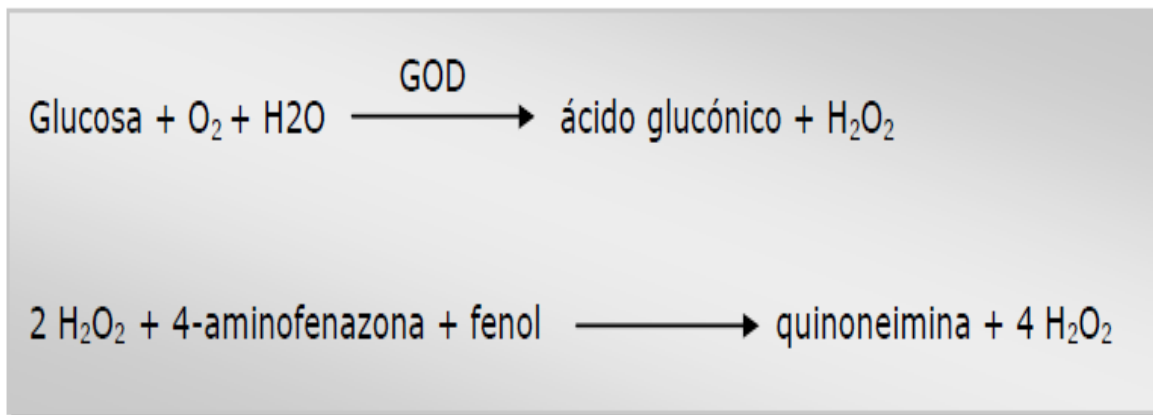 GOD
Glucosa + O₂ + H2O ⟶ ácido glucónico + H₂O₂
2 H₂O₂ + 4-aminofenazona + fenol ⟶ quinoneimina + 4 H₂O₂